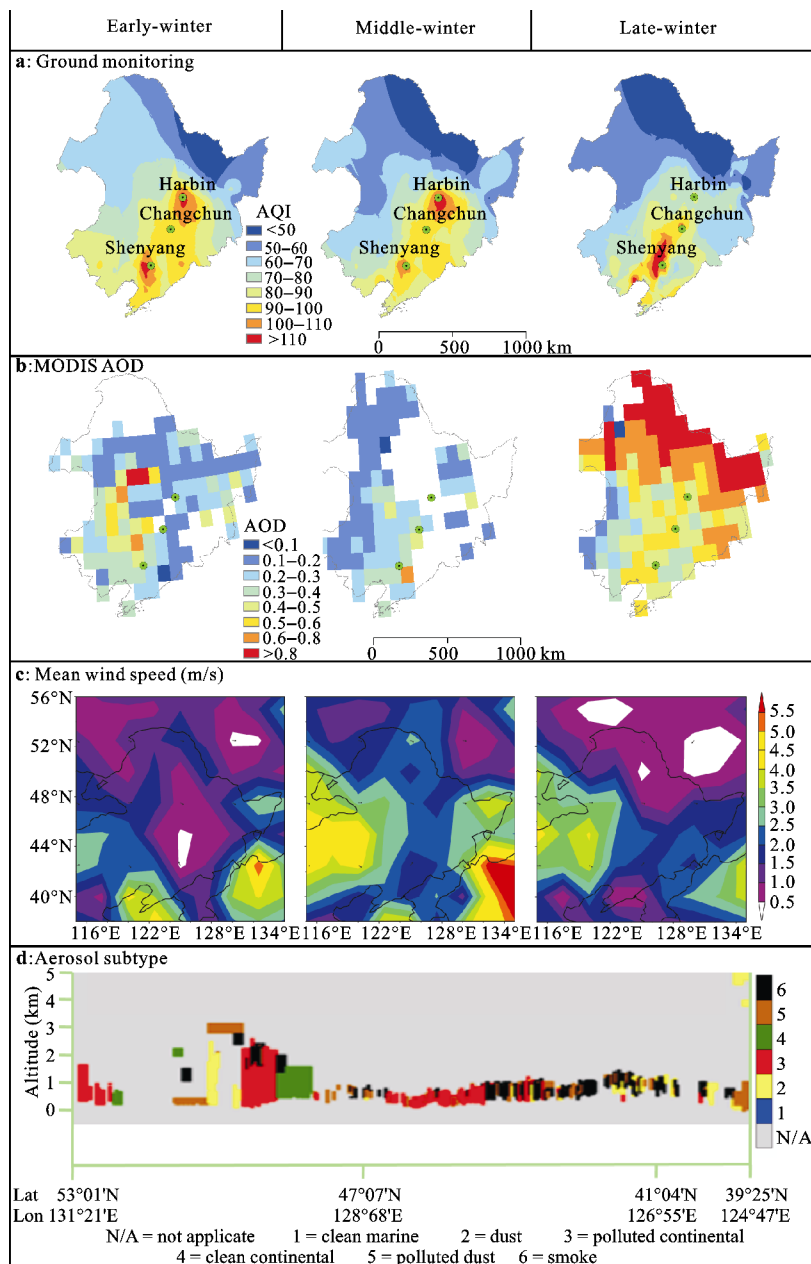 Early-winter Middle-winter Late-winter
a: Ground monitoring
Harbin Harbin Harbin
Changchun Changchun Changchun
Shenyang Shenyang Shenyang
AQI
<50
50–60
60–70
70–80
80–90
90–100
100–110
>110
0 500 1000 km
b:MODIS AOD
AOD
<0.1
0.1–0.2
0.2–0.3
0.3–0.4
0.4–0.5
0.5–0.6
0.6–0.8
>0.8
0 500 1000 km
c: Mean wind speed (m/s)
56°N
52°N
48°N
44°N
40°N
116°E 122°E 128°E 134°E 116°E 122°E 128°E 134°E 116°E 122°E 128°E 134°E
5.5
5.0
4.5
4.0
3.5
3.0
2.5
2.0
1.5
1.0
0.5
d:Aerosol subtype
Altitude (km)
5
4
3
2
1
0
6
5
4
3
2
1
N/A
Lat 53°01'N 47°07'N 41°04'N 39°25'N
Lon 131°21'E 128°68'E 126°55'E 124°47'E
N/A = not applicate 1 = clean marine 2 = dust 3 = polluted continental
4 = clean continental 5 = polluted dust 6 = smoke